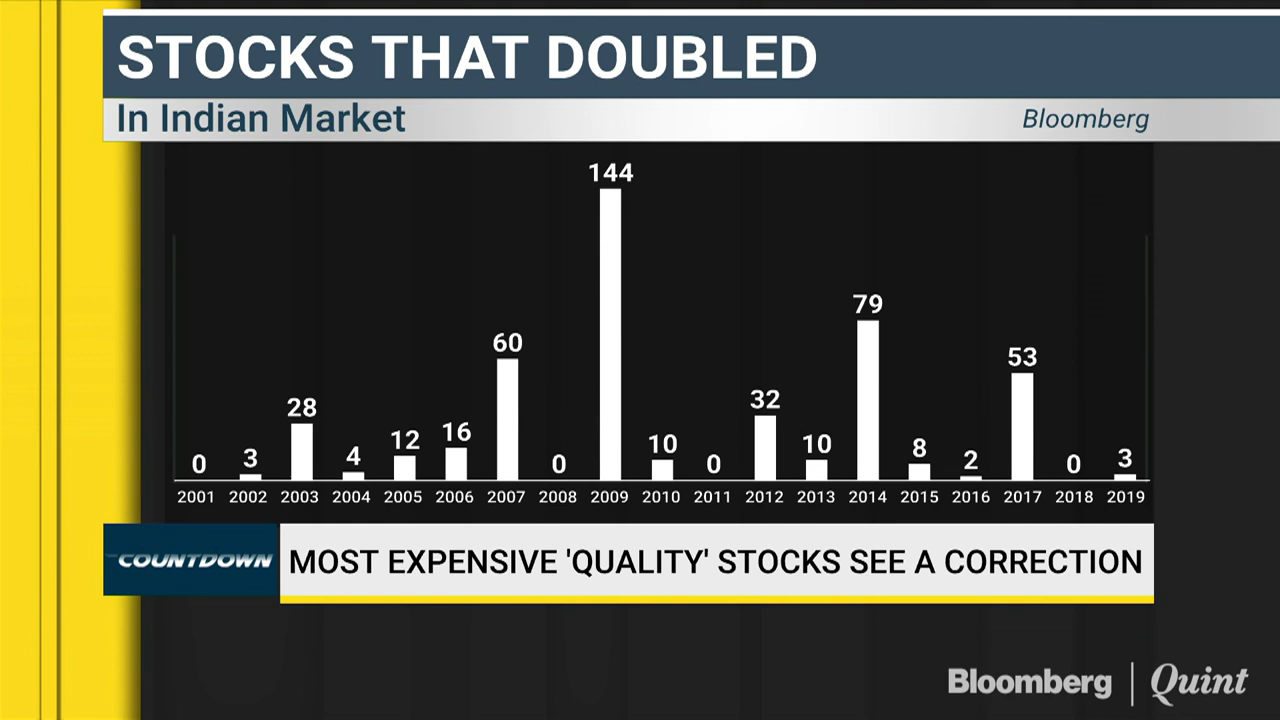 STOCKS THAT DOUBLED
In Indian Market
Bloomberg
144
79
60
53
32
28
16
12
10
10
8
4
3
2
3
0
0
0
0
2001 2002 2003 2004 2005 2006 2007 2008 2009 2010 2011 2012 2013 2014 2015 2016 2017 2018 2019
COUNTDOWN
MOST EXPENSIVE 'QUALITY' STOCKS SEE A CORRECTION
Bloomberg | Quint